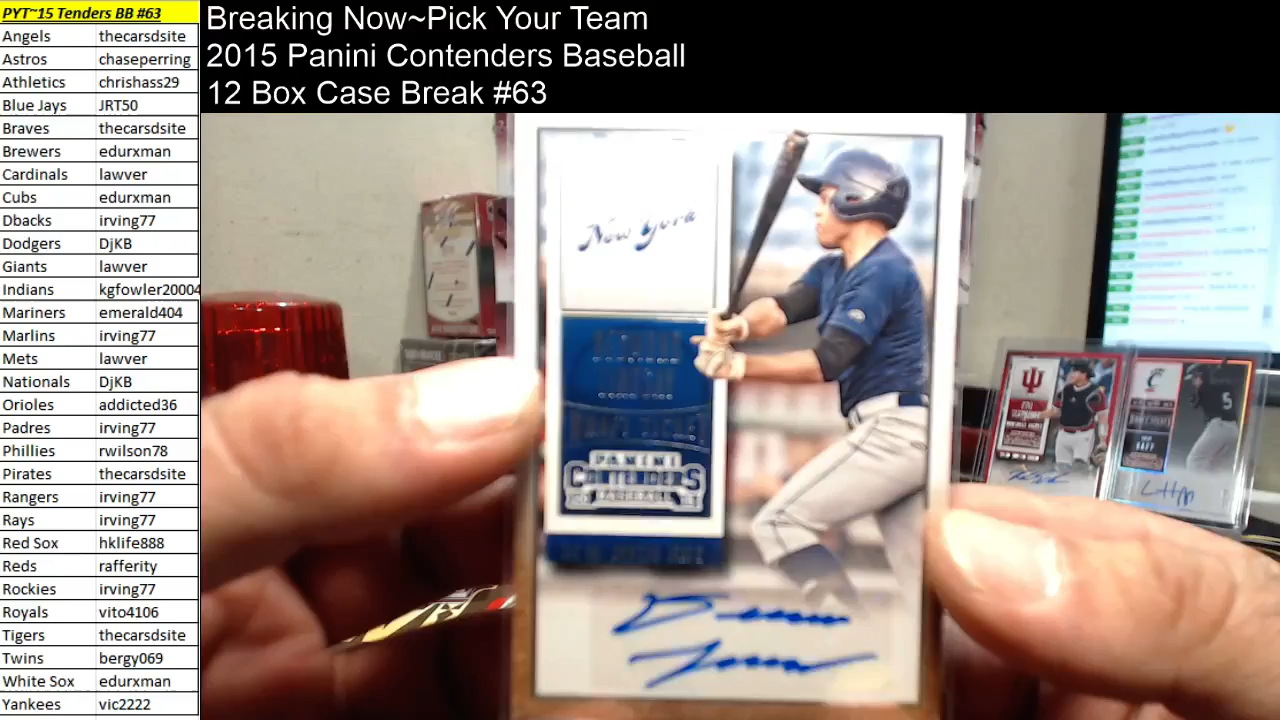 PYT~15 Tenders BB #63
Angels thecarsdsite
Astros chaseperring
Athletics chrishass29
Blue Jays JRT50
Braves thecarsdsite
Brewers edurxman
Cardinals lawver
Cubs edurxman
Dbacks irving77
Dodgers DjKB
Giants lawver
Indians kgfowler20004
Mariners emerald404
Marlins irving77
Mets lawver
Nationals DjKB
Orioles addicted36
Padres irving77
Phillies rwilson78
Pirates thecarsdsite
Rangers irving77
Rays irving77
Red Sox hklife888
Reds rafferity
Rockies irving77
Royals vito4106
Tigers thecarsdsite
Twins bergy069
White Sox edurxman
Yankees vic2222
Breaking Now~Pick Your Team
2015 Panini Contenders Baseball
12 Box Case Break #63
New York
PANINI
CONTENDERS
BASEBALL
5